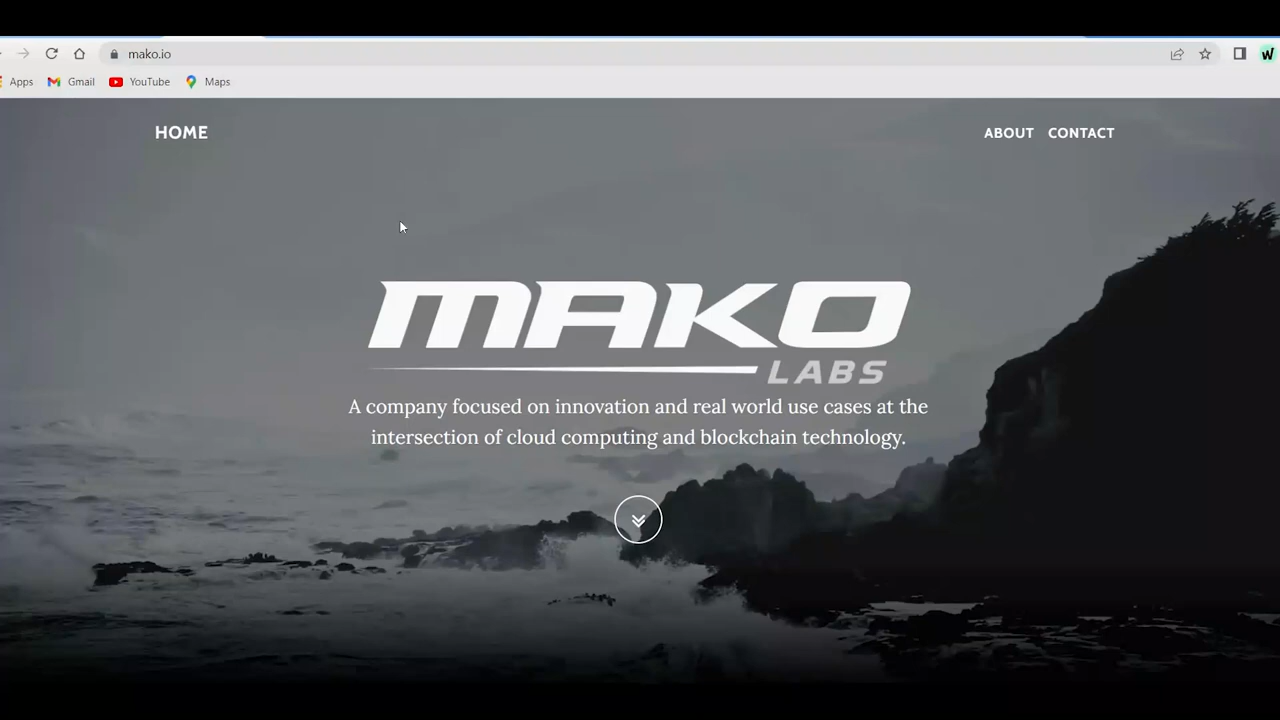 mako.io
Apps Gmail YouTube Maps
HOME ABOUT CONTACT
MAKO
LABS
A company focused on innovation and real world use cases at the
intersection of cloud computing and blockchain technology.